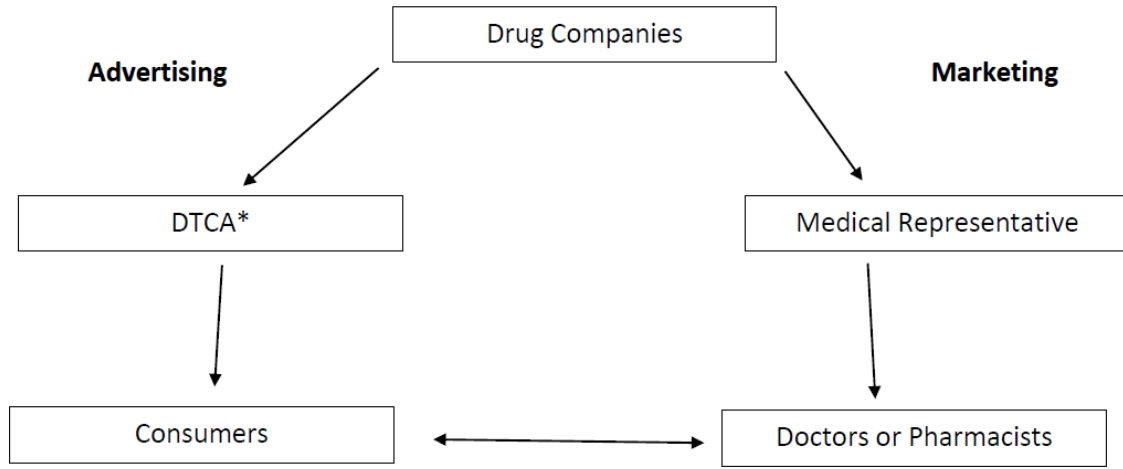 Drug Companies
Advertising
Marketing
DTCA*
Medical Representative
Consumers
Doctors or Pharmacists